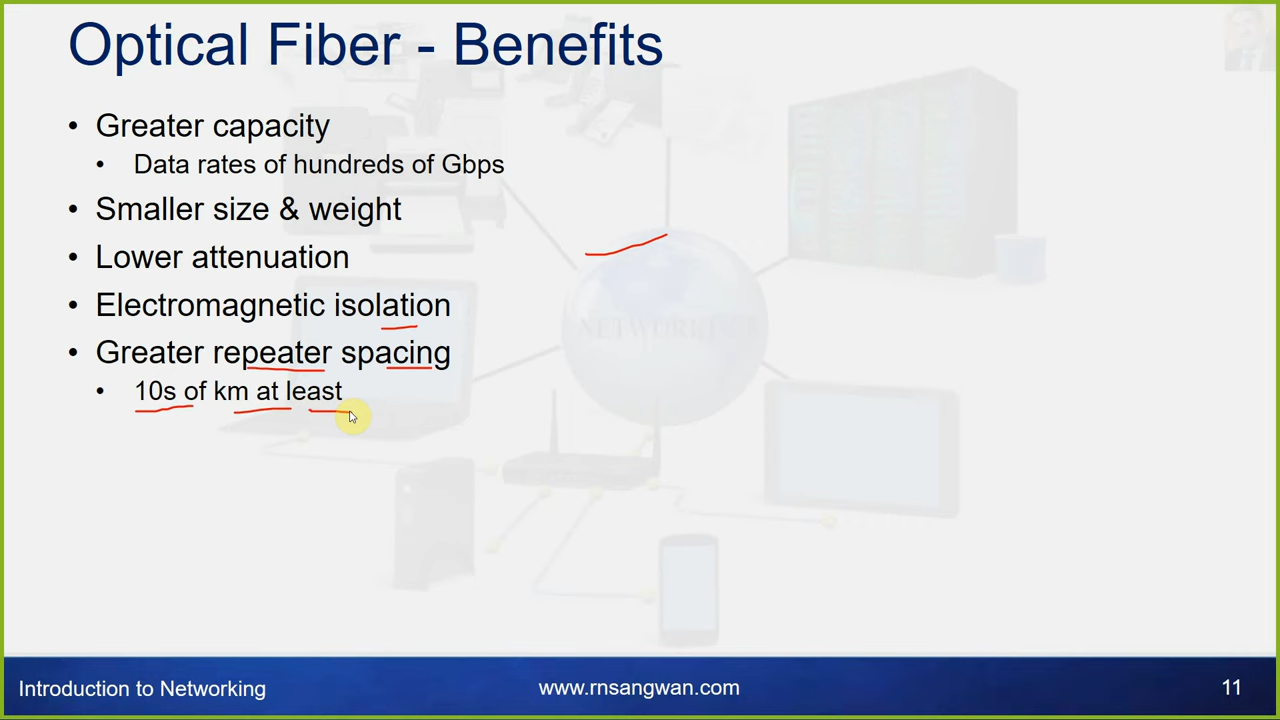 Optical Fiber - Benefits
• Greater capacity
• Data rates of hundreds of Gbps
• Smaller size & weight
• Lower attenuation
• Electromagnetic isolation
• Greater repeater spacing
• 10s of km at least
NETWORK
Introduction to Networking
www.rnsangwan.com
11